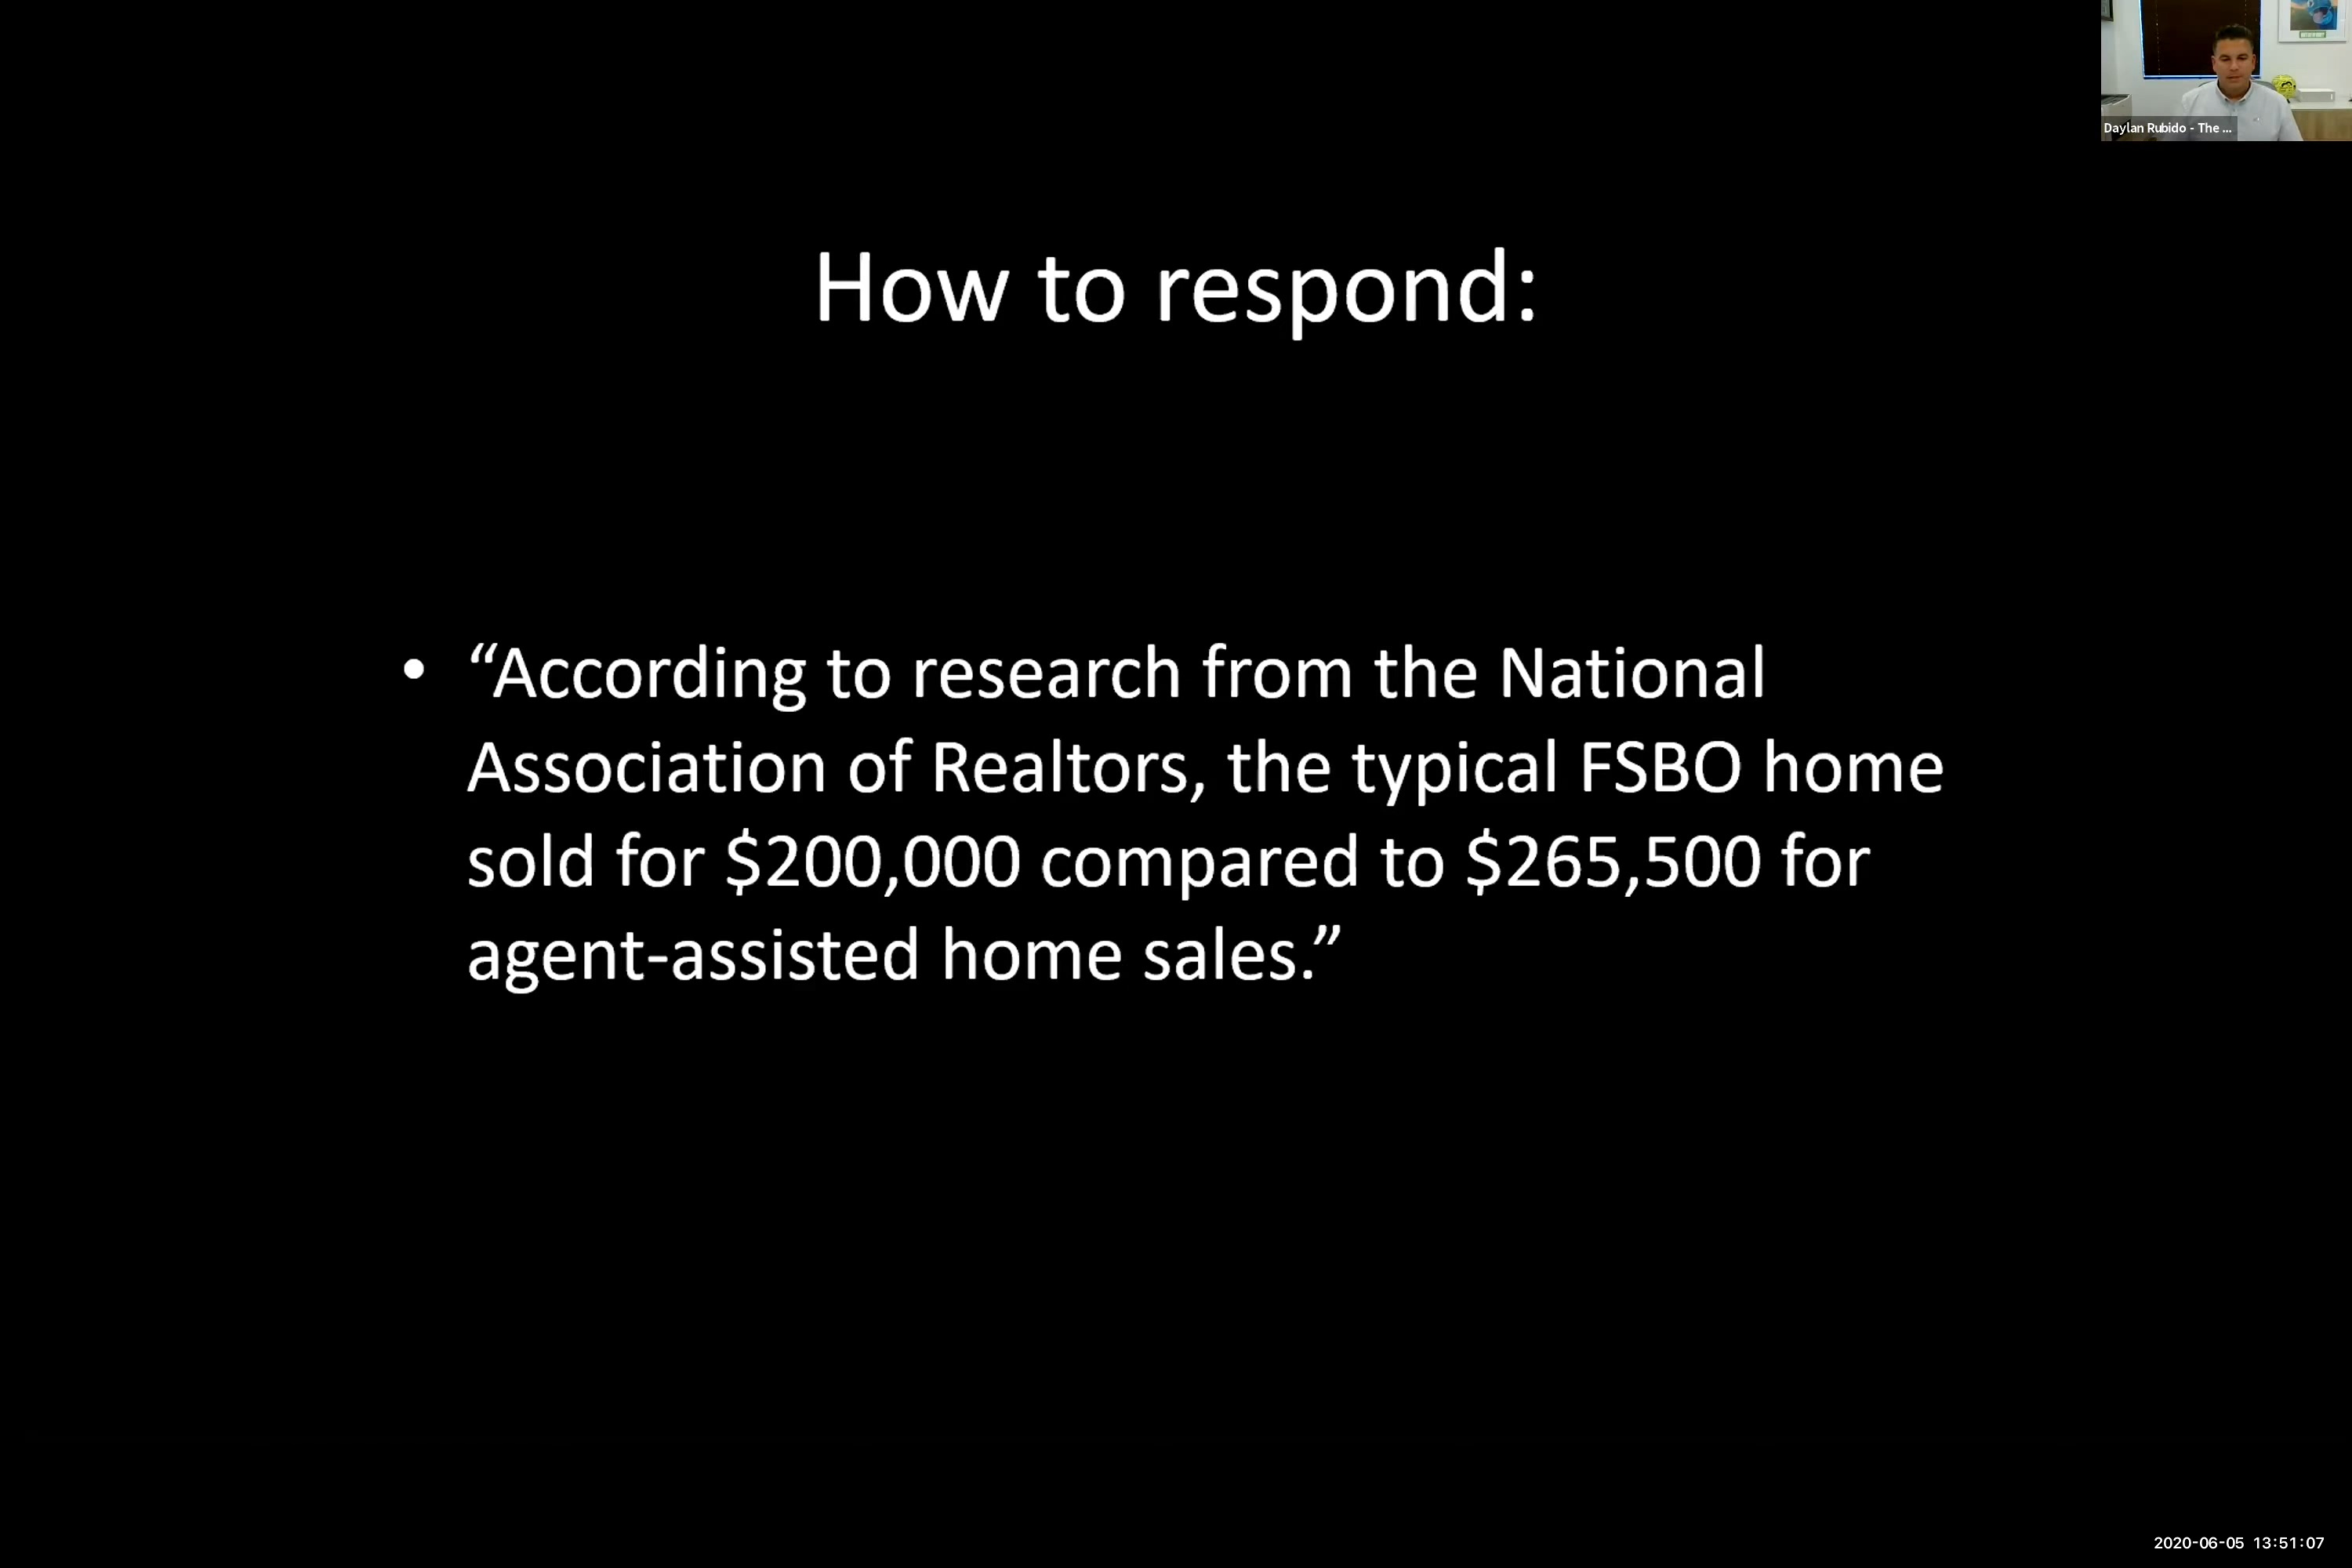 Daylan Rubido - The ...
How to respond:
• “According to research from the National
Association of Realtors, the typical FSBO home
sold for $200,000 compared to $265,500 for
agent-assisted home sales.”
2020-06-05 13:51:07